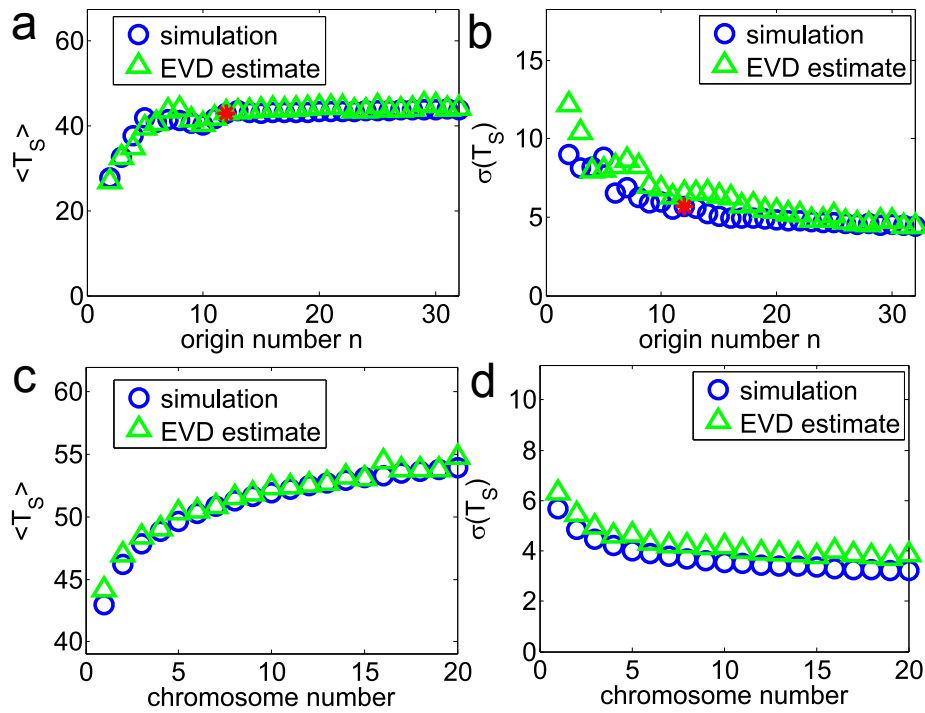 a
60
40
20
0
<T_S>
simulation
EVD estimate
0
10
20
30
origin number n
b
15
10
5
0
σ(T_S)
simulation
EVD estimate
0
10
20
30
origin number n
c
60
55
50
45
40
<T_S>
simulation
EVD estimate
0
5
10
15
20
chromosome number
d
10
8
6
4
2
0
σ(T_S)
simulation
EVD estimate
0
5
10
15
20
chromosome number